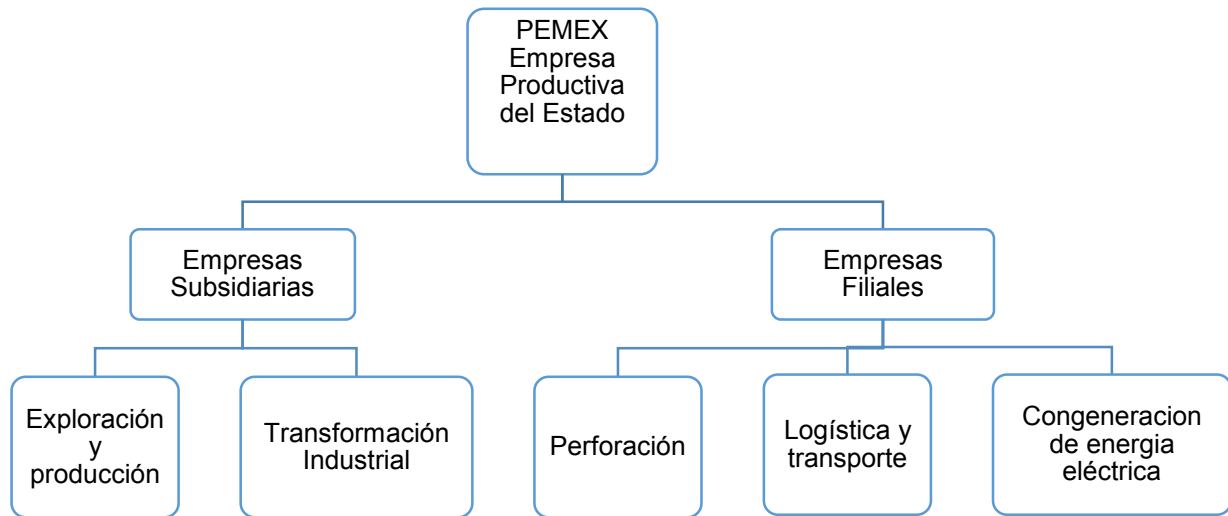 PEMEX
Empresa
Productiva
del Estado
Empresas
Subsidiarias
Empresas
Filiales
Exploración
y
producción
Transformación
Industrial
Perforación
Logística y
transporte
Congeneracion
de energia
eléctrica